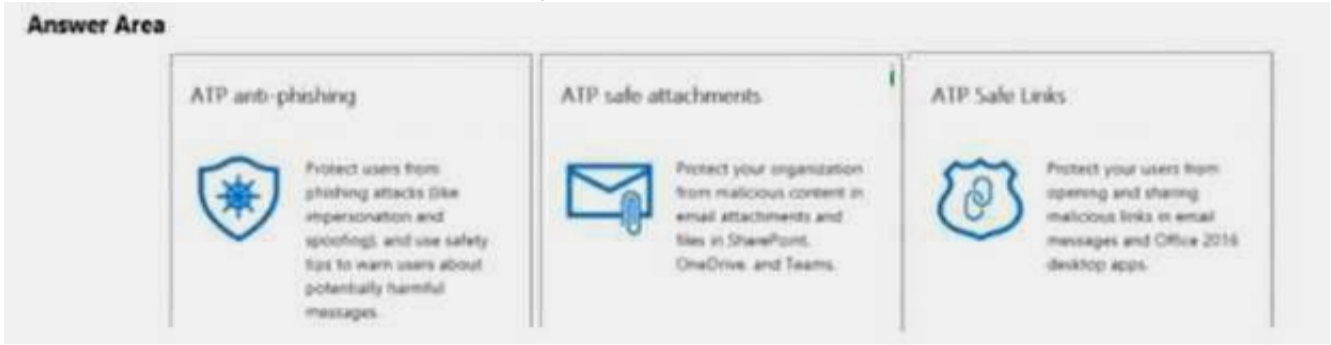 Answer Area
ATP anti-phishing
Protect users from
phishing attacks (like
impersonation and
spoofing), and use safety
tips to warn users about
potentially harmful
messages.
ATP safe attachments
Protect your organization
from malicious content in
email attachments and
files in SharePoint,
OneDrive, and Teams.
ATP Safe Links
Protect your users from
opening and sharing
malicious links in email
messages and Office 2016
desktop apps.